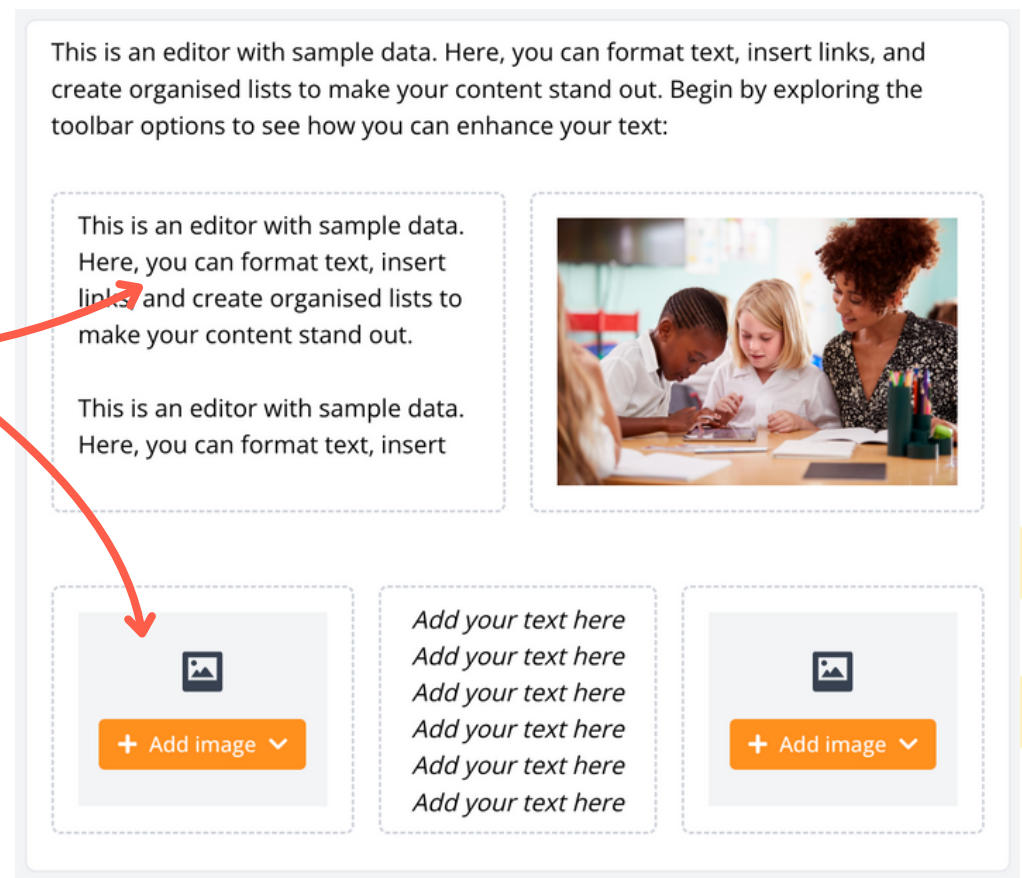 This is an editor with sample data. Here, you can format text, insert links, and
create organised lists to make your content stand out. Begin by exploring the
toolbar options to see how you can enhance your text:
This is an editor with sample data.
Here, you can format text, insert
links, and create organised lists to
make your content stand out.
This is an editor with sample data.
Here, you can format text, insert
Add image
Add your text here
Add your text here
Add your text here
Add your text here
Add your text here
Add your text here
Add image